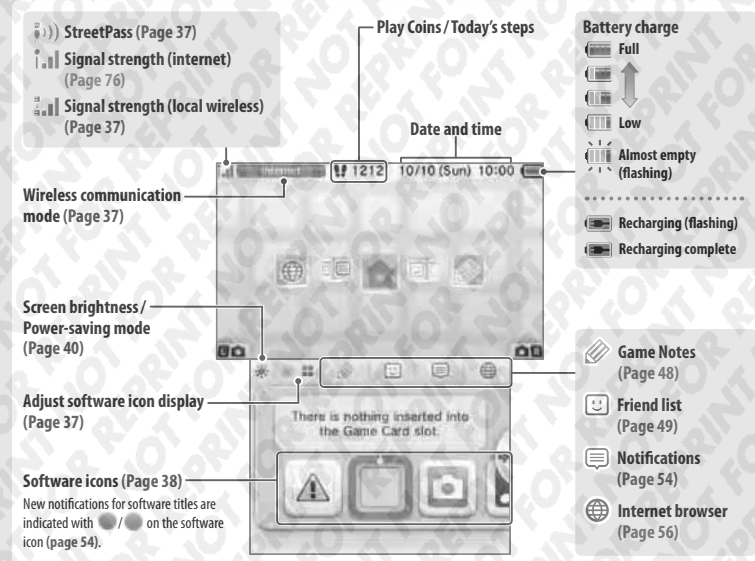 StreetPass (Page 37)
Signal strength (internet)
(Page 76)
Signal strength (local wireless)
(Page 37)
Play Coins / Today's steps
Date and time
Battery charge
Full
Low
Almost empty
(flashing)
Recharging (flashing)
Recharging complete
Internet
1212
10/10 (Sun) 10:00
Wireless communication
mode (Page 37)
L
R
Screen brightness /
Power-saving mode
(Page 40)
Adjust software icon display
(Page 37)
There is nothing inserted into
the Game Card slot.
Software icons (Page 38)
New notifications for software titles are
indicated with / on the software
icon (page 54).
Game Notes
(Page 48)
Friend list
(Page 49)
Notifications
(Page 54)
Internet browser
(Page 56)
NOT FOR REPRINT